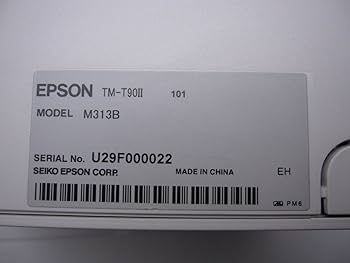 EPSON TM-T90II 101
MODEL M313B
SERIAL No. U29F000022
SEIKO EPSON CORP. MADE IN CHINA EH
PM6